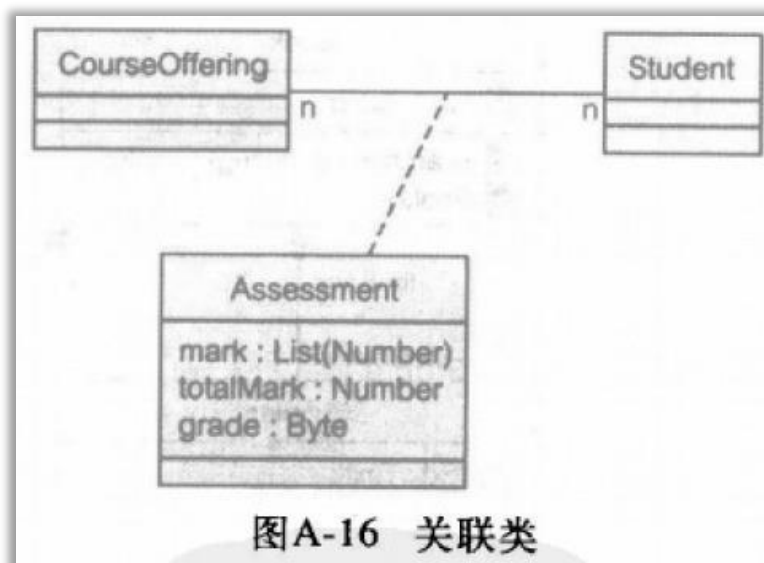 CourseOffering
Student
n
n
Assessment
mark : List(Number)
totalMark : Number
grade : Byte
图A-16 关联类